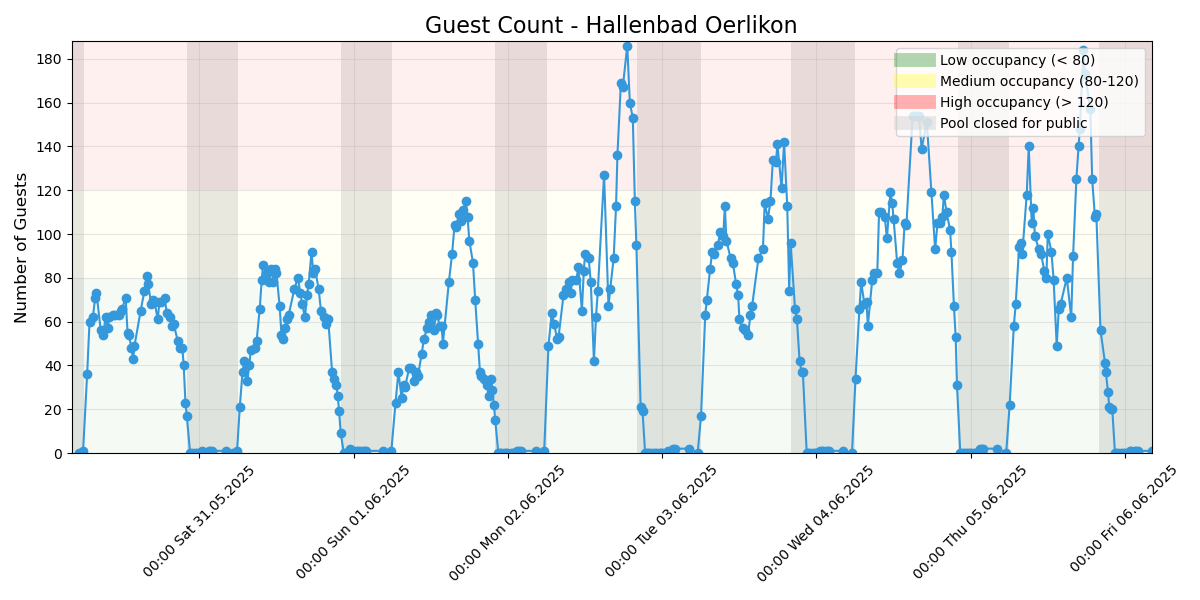 Guest Count - Hallenbad Oerlikon
Low occupancy (< 80)
Medium occupancy (80-120)
High occupancy (> 120)
Pool closed for public
Number of Guests
180
160
140
120
100
80
60
40
20
0
00:00 Sat 31.05.2025
00:00 Sun 01.06.2025
00:00 Mon 02.06.2025
00:00 Tue 03.06.2025
00:00 Wed 04.06.2025
00:00 Thu 05.06.2025
00:00 Fri 06.06.2025